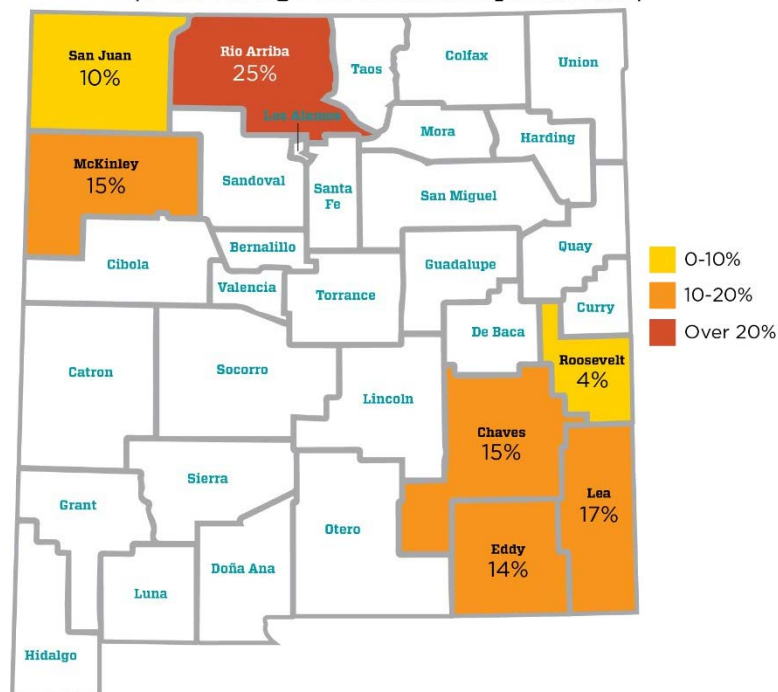 San Juan
10%
Rio Arriba
25%
Taos
Colfax
Union
Los Alamos
Mora
Harding
McKinley
15%
Sandoval
Santa
Fe
San Miguel
Bernalillo
Cibola
Guadalupe
Quay
Valencia
Torrance
Curry
De Baca
0-10%
10-20%
Over 20%
Roosevelt
4%
Catron
Socorro
Lincoln
Chaves
15%
Sierra
Lea
17%
Grant
Otero
Eddy
14%
Doña Ana
Luna
Hidalgo